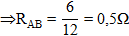 ⇒R_AB = 6/12 = 0,5Ω